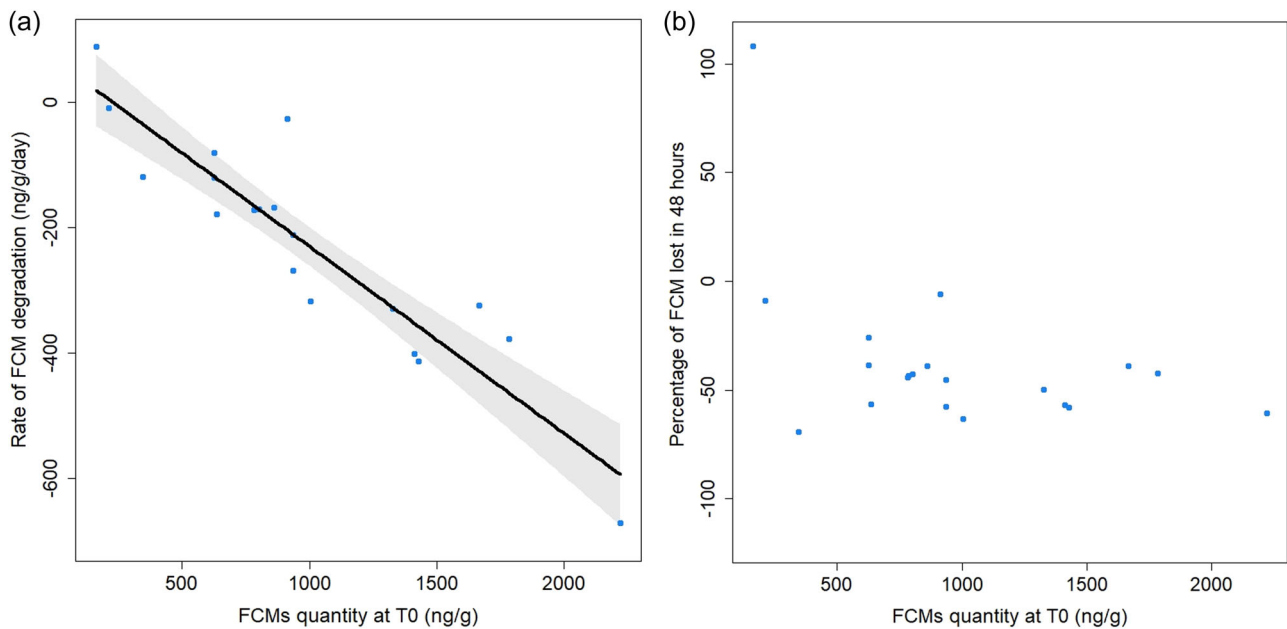 (a)
Rate of FCM degradation (ng/g/day)
0
-200
-400
-600
500 1000 1500 2000
FCMs quantity at T0 (ng/g)
(b)
Percentage of FCM lost in 48 hours
100
50
0
-50
-100
500 1000 1500 2000
FCMs quantity at T0 (ng/g)